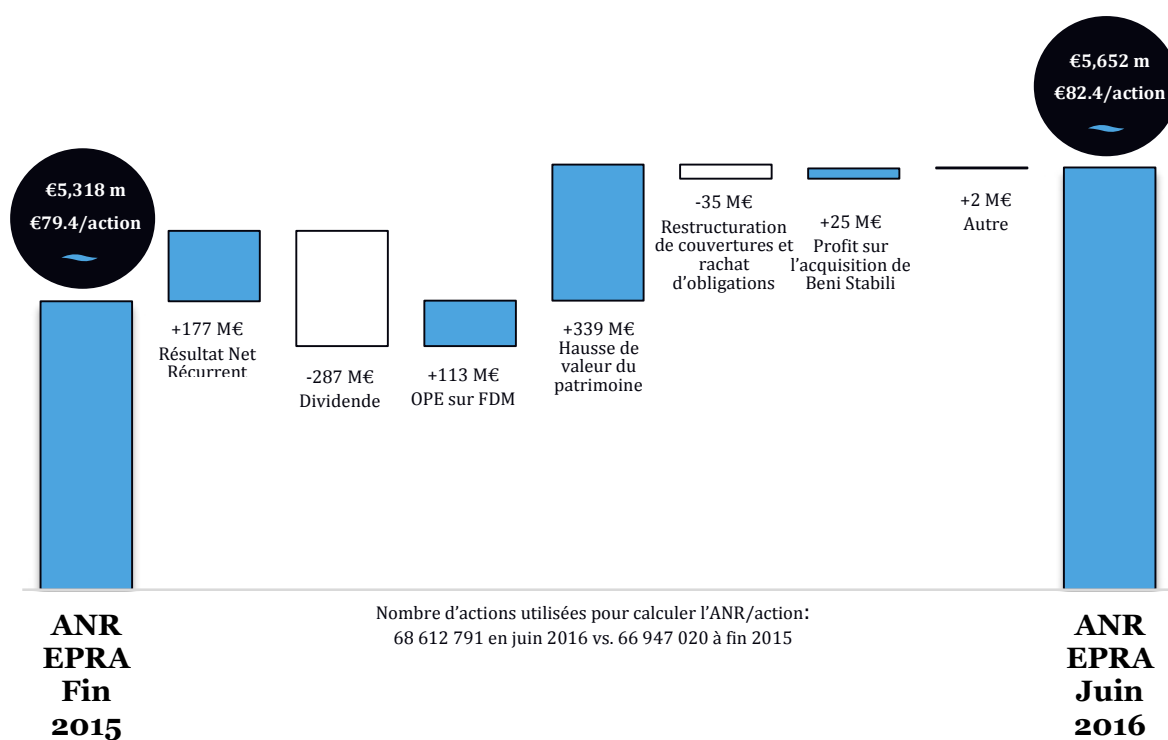 €5,318 m
€79.4/action
+177 M€
Résultat Net
Récurrent
-287 M€
Dividende
+113 M€
OPE sur FDM
+339 M€
Hausse de
valeur du
patrimoine
-35 M€
Restructuration
de couvertures et
rachat
d'obligations
+25 M€
Profit sur
l'acquisition de
Beni Stabili
+2 M€
Autre
€5,652 m
€82.4/action
ANR
EPRA
Fin
2015
Nombre d'actions utilisées pour calculer l'ANR/action:
68 612 791 en juin 2016 vs. 66 947 020 à fin 2015
ANR
EPRA
Juin
2016